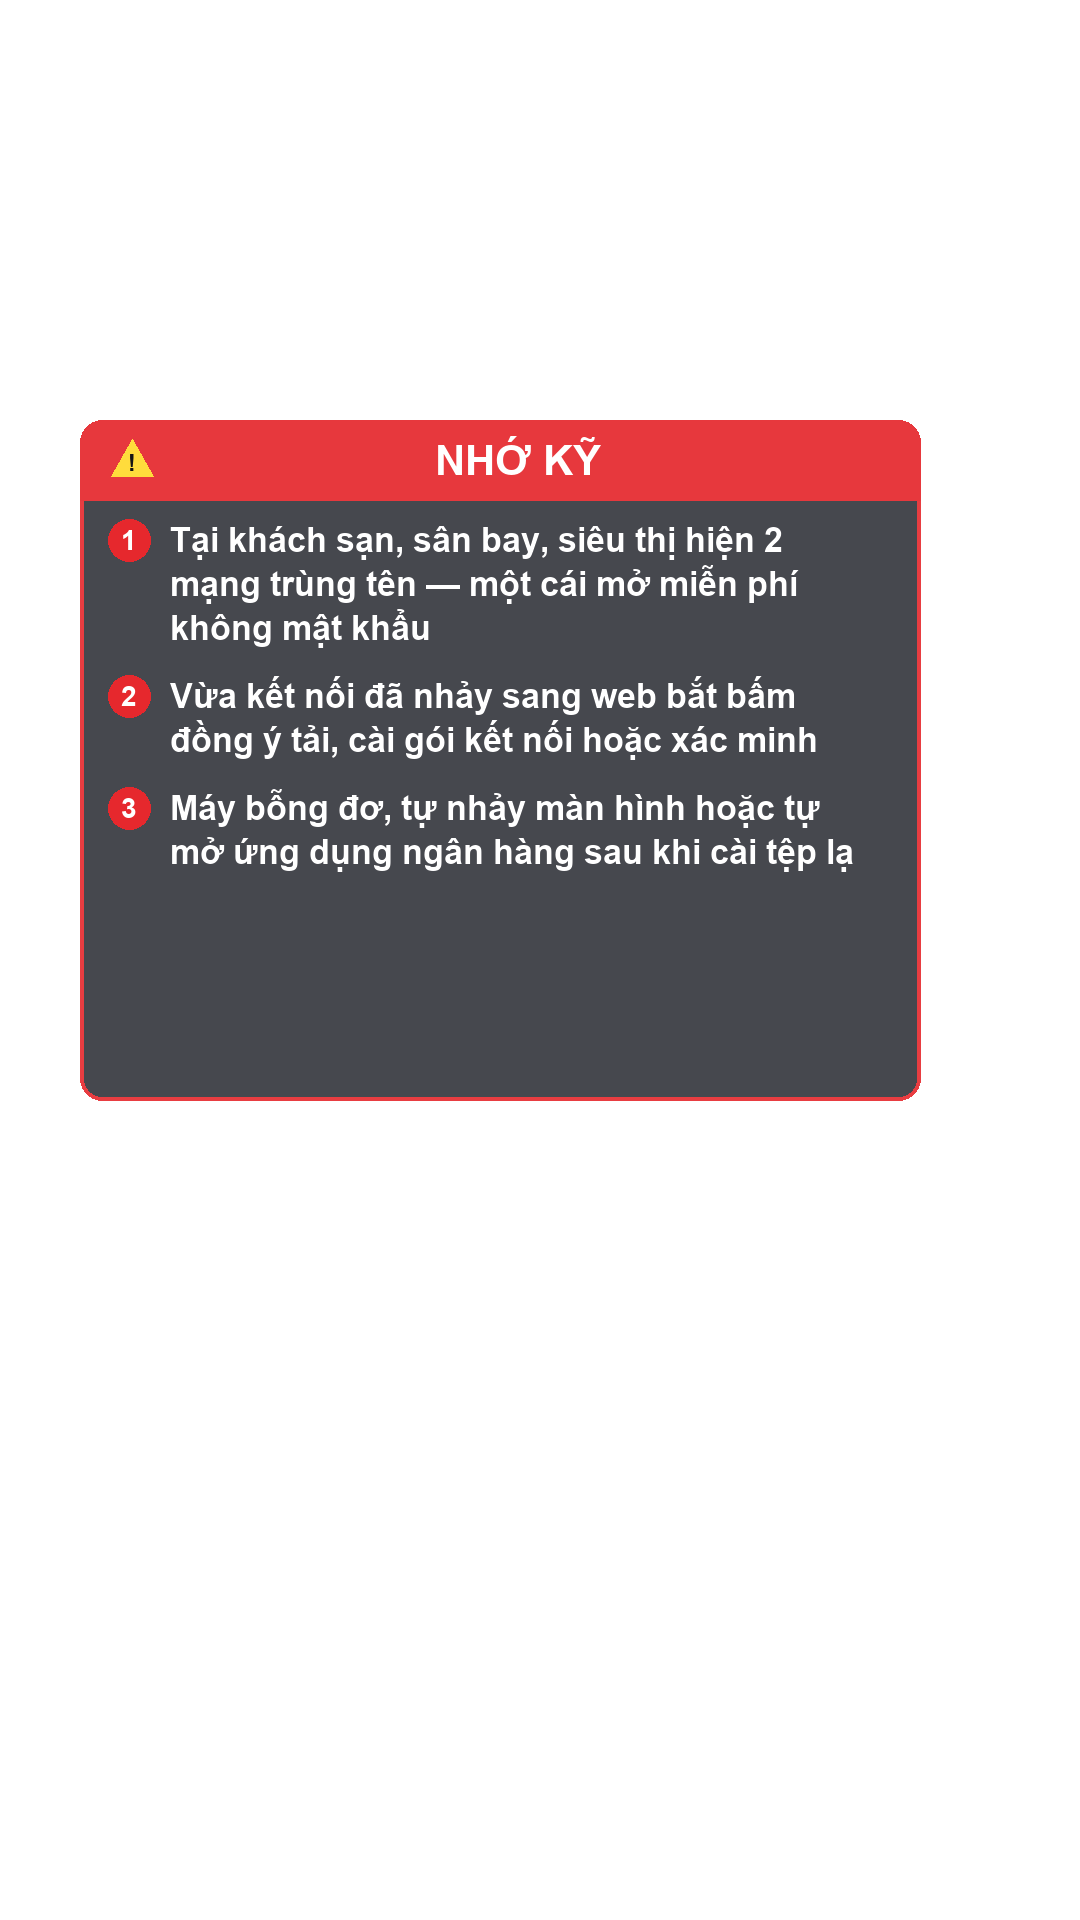 !
NHỚ KỸ
1 Tại khách sạn, sân bay, siêu thị hiện 2
mạng trùng tên — một cái mở miễn phí
không mật khẩu
2 Vừa kết nối đã nhảy sang web bắt bấm
đồng ý tải, cài gói kết nối hoặc xác minh
3 Máy bỗng đơ, tự nhảy màn hình hoặc tự
mở ứng dụng ngân hàng sau khi cài tệp lạ